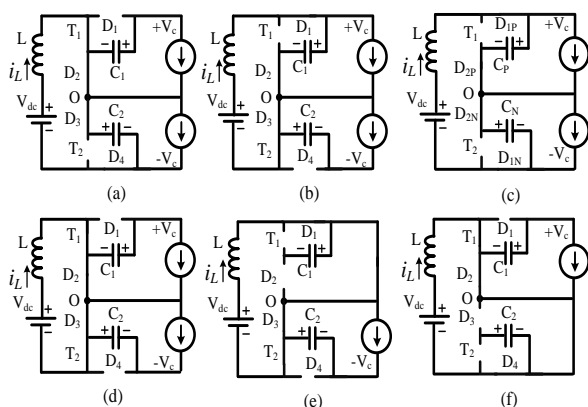 T1 D1 +Vc
L − + C1
iL D2
Vdc + − O
D3 C2
+ −
T2 D4 -Vc
(a)
T1 D1 +Vc
L − + C1
iL D2
Vdc + − O
D3 C2
+ −
T2 D4 -Vc
(b)
T1 D1P +Vc
L − + CP
iL D2P
Vdc + − O
D2N CN
+ −
T2 D1N -Vc
(c)
T1 D1 +Vc
L − + C1
iL D2
Vdc + − O
D3 C2
+ −
T2 D4 -Vc
(d)
T1 D1
L − + C1
iL D2
Vdc + − O
D3 C2
+ −
T2 D4 -Vc
(e)
T1 D1 +Vc
L − + C1
iL D2
Vdc + − O
D3 C2
+ −
T2 D4
(f)